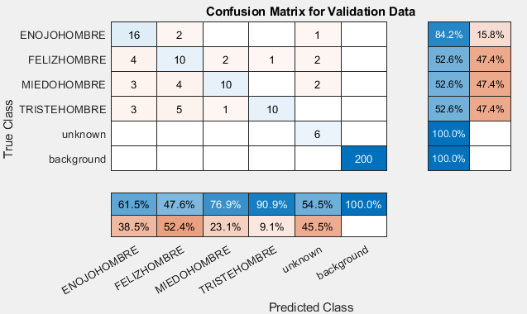 Confusion Matrix for Validation Data
ENOJOHOMBRE 16 2 1 84.2% 15.8%
FELIZHOMBRE 4 10 2 1 2 52.6% 47.4%
MIEDOHOMBRE 3 4 10 2 52.6% 47.4%
TRISTEHOMBRE 3 5 1 10 52.6% 47.4%
unknown 6 100.0%
background 200 100.0%
True Class
61.5% 47.6% 76.9% 90.9% 54.5% 100.0%
38.5% 52.4% 23.1% 9.1% 45.5%
ENOJOHOMBRE FELIZHOMBRE MIEDOHOMBRE TRISTEHOMBRE unknown background
Predicted Class